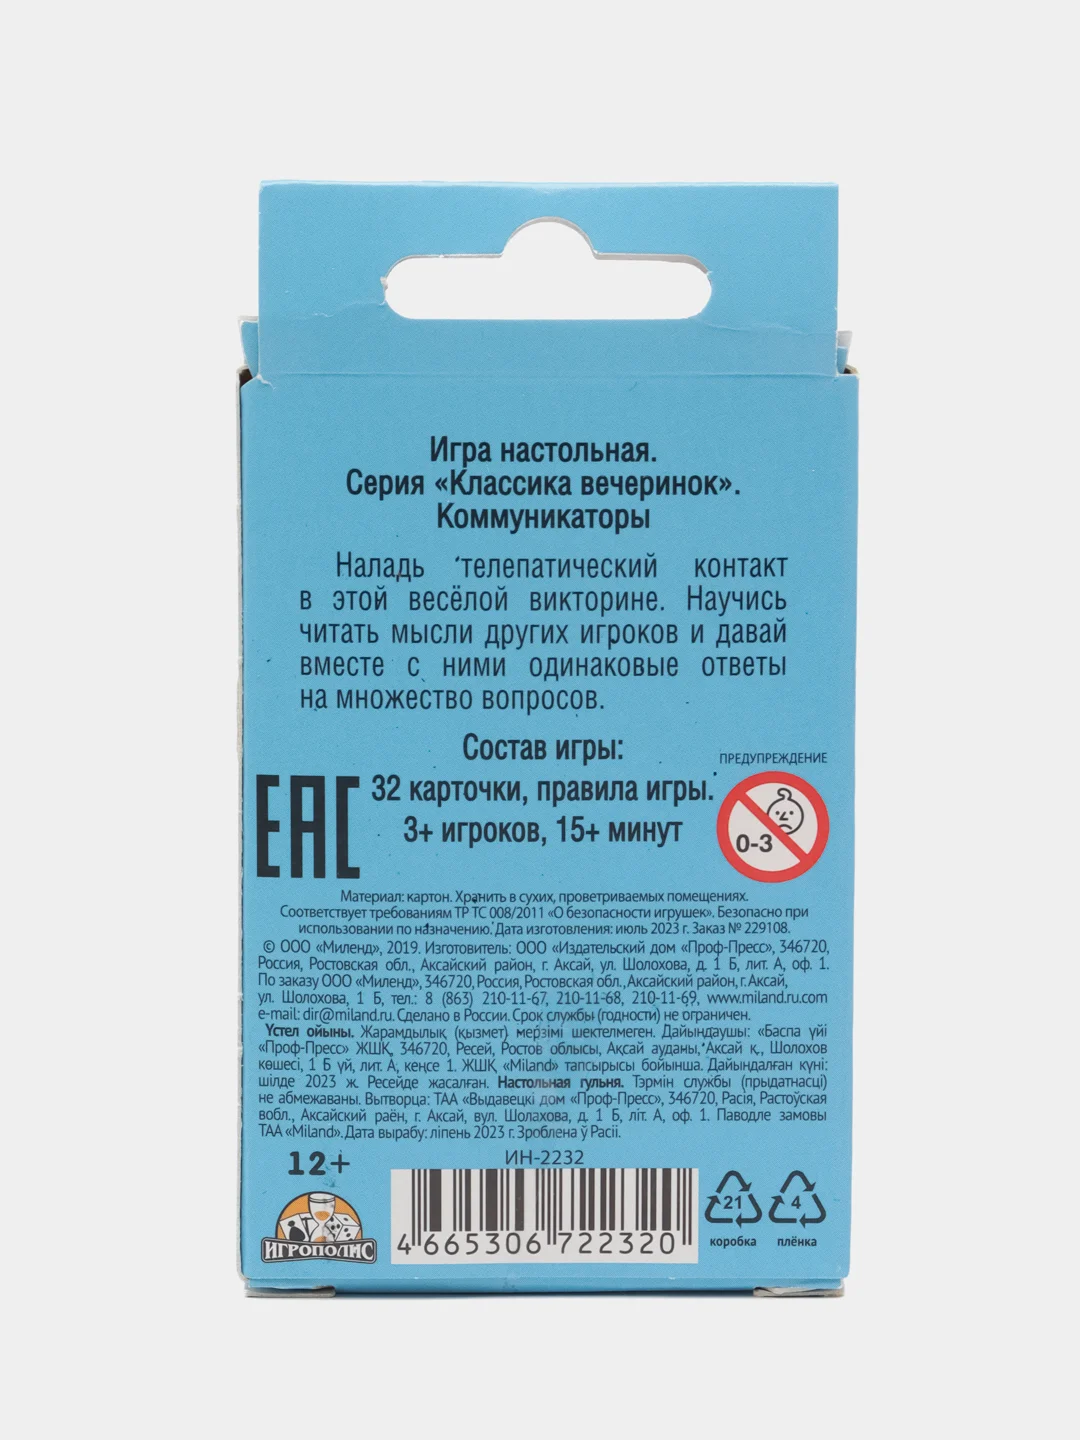 Игра настольная.
Серия «Классика вечеринок».
Коммуникаторы
Наладь телепатический контакт
в этой весёлой викторине. Научись
читать мысли других игроков и давай
вместе с ними одинаковые ответы
на множество вопросов.
Состав игры:
32 карточки, правила игры.
3+ игроков, 15+ минут
ЕАС
ПРЕДУПРЕЖДЕНИЕ
0-3
Материал: картон. Хранить в сухих, проветриваемых помещениях.
Соответствует требованиям ТР ТС 008/2011 «О безопасности игрушек». Безопасно при
использовании по назначению. Дата изготовления: июль 2023 г. Заказ № 229108.
© ООО «Миленд», 2019. Изготовитель: ООО «Издательский дом «Проф-Пресс», 346720,
Россия, Ростовская обл., Аксайский район, г. Аксай, ул. Шолохова, д. 1 Б, лит. А, оф. 1.
По заказу ООО «Миленд», 346720, Россия, Ростовская обл., Аксайский район, г. Аксай,
ул. Шолохова, 1 Б, тел.: 8 (863) 210-11-67, 210-11-68, 210-11-69, www.miland.ru.com
e-mail: dir@miland.ru. Сделано в России. Срок службы (годности) не ограничен.
Үстел ойыны. Жарамдылық (қызмет) мерзімі шектелмеген. Дайындаушы: «Баспа үйі
«Проф-Пресс» ЖШҚ, 346720, Ресей, Ростов облысы, Ақсай ауданы, Аксай қ., Шолохов
көшесі, 1 Б үй, лит. А, кеңсе 1. ЖШҚ «Miland» тапсырысы бойынша. Дайындалған күні:
шілде 2023 ж. Ресейде жасалған. Настольная гульня. Тэрмін службы (прыдатнасці)
не абмежаваны. Вытворца: ТАА «Выдавецкі дом «Проф-Пресс», 346720, Расія, Растоўская
вобл., Аксайский раён, г. Аксай, вул. Шолахова, д. 1 Б, літ. А, оф. 1. Паводле замовы
ТАА «Miland». Дата вырабу: ліпень 2023 г. Зроблена ў Расіі.
12+
ИН-2232
ИГРОПОЛИС
4 665306 722320
21
коробка
4
плёнка